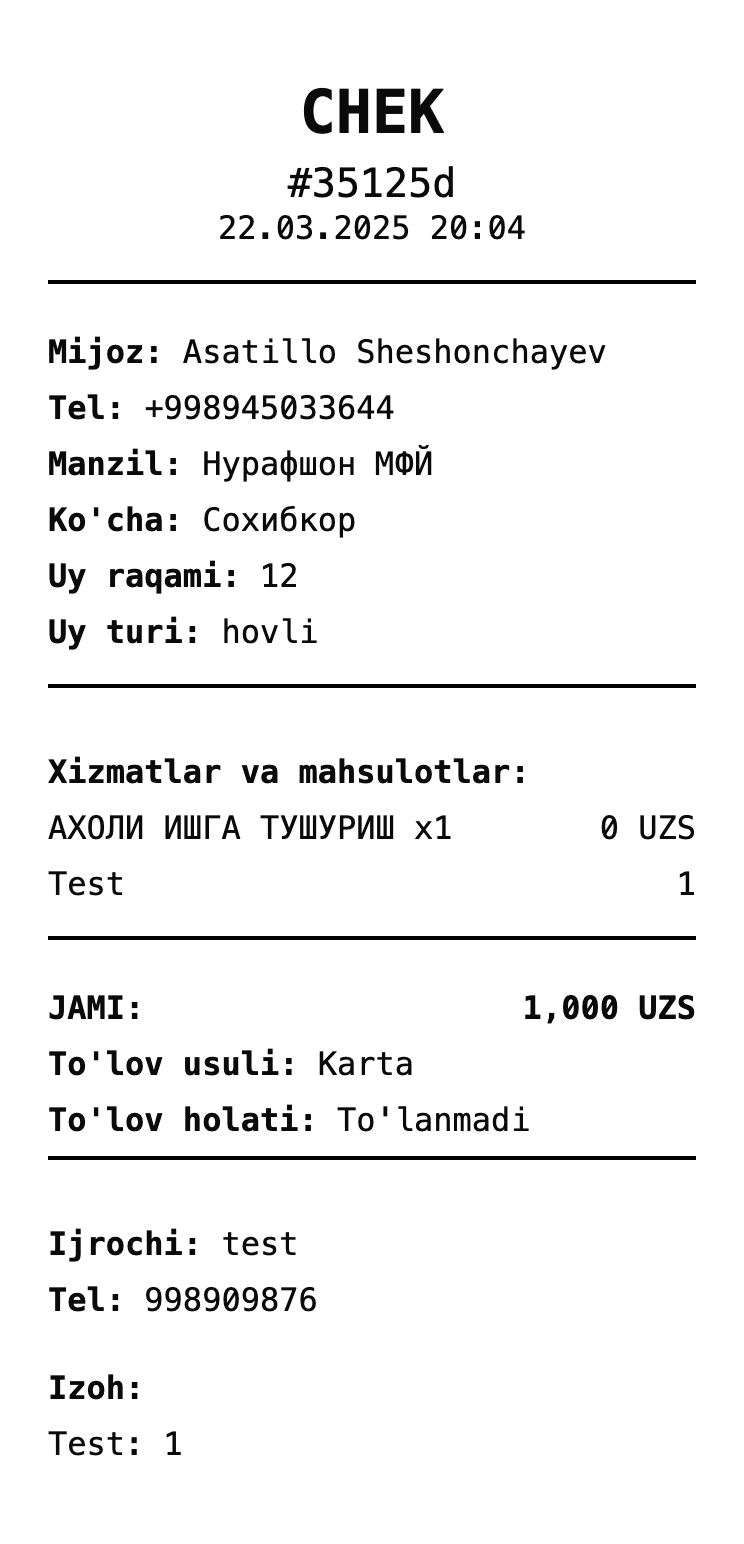 CHEK
#35125d
22.03.2025 20:04
Mijoz: Asatillo Sheshonchayev
Tel: +998945033644
Manzil: Нурафшон МФЙ
Ko'cha: Сохибкор
Uy raqami: 12
Uy turi: hovli
Xizmatlar va mahsulotlar:
АХОЛИ ИШГА ТУШУРИШ x1 0 UZS
Test 1
JAMI: 1,000 UZS
To'lov usuli: Karta
To'lov holati: To'lanmadi
Ijrochi: test
Tel: 998909876
Izoh:
Test: 1